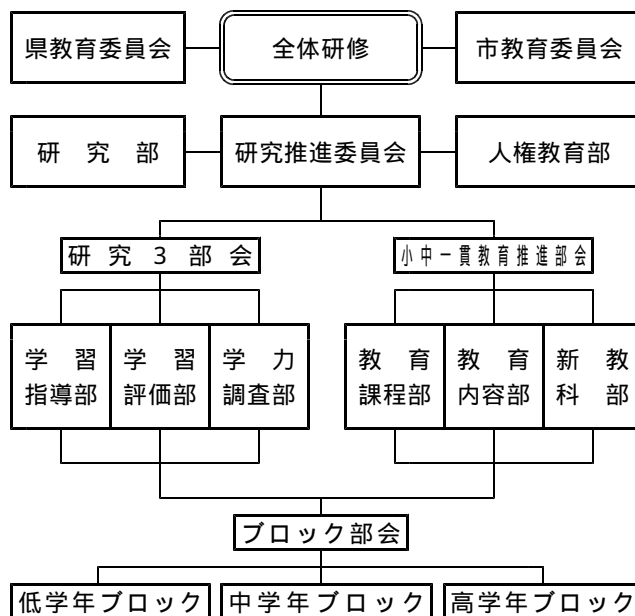 県教育委員会
全体研修
市教育委員会
研究部
研究推進委員会
人権教育部
研究3部会
小中一貫教育推進部会
学習
指導部
学習
評価部
学力
調査部
教育
課程部
教育
内容部
新教
科部
ブロック部会
低学年ブロック
中学年ブロック
高学年ブロック